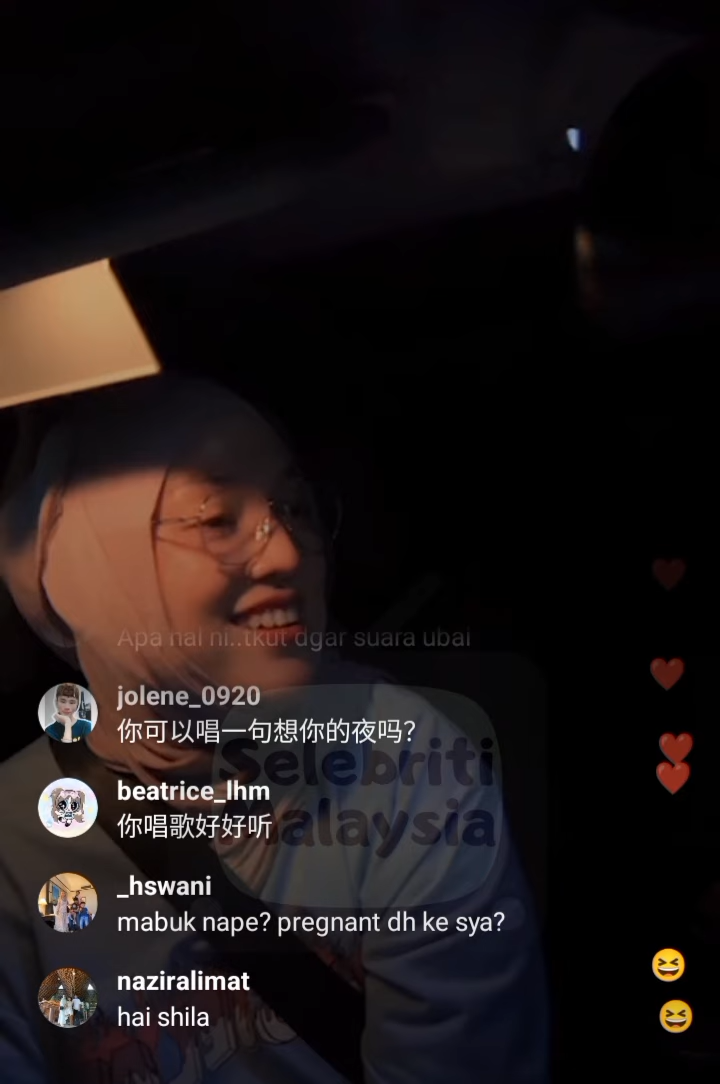 Apa hal ni..tkut dgar suara ubai
jolene_0920
你可以唱一句想你的夜吗？
beatrice_lhm
你唱歌好好听
_hswani
mabuk nape? pregnant dh ke sya?
naziralimat
hai shila
Selebriti
Malaysia